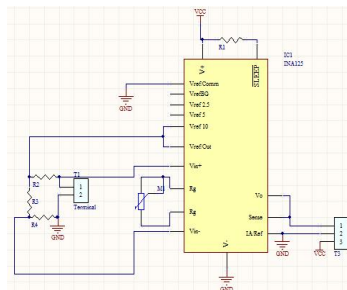 VCC
R1
IC1
INA125
V+
SLEEP
VrefComm
VrefBG
Vref 2.5
Vref 5
Vref 10
Vref Out
Vin+
Rg
Rg
Vin-
Vo
Sense
IA Ref
V-
GND
R2
R3
R4
T1
1
2
Terminal
GND
M1
GND
GND
VCC
1
2
3
T3